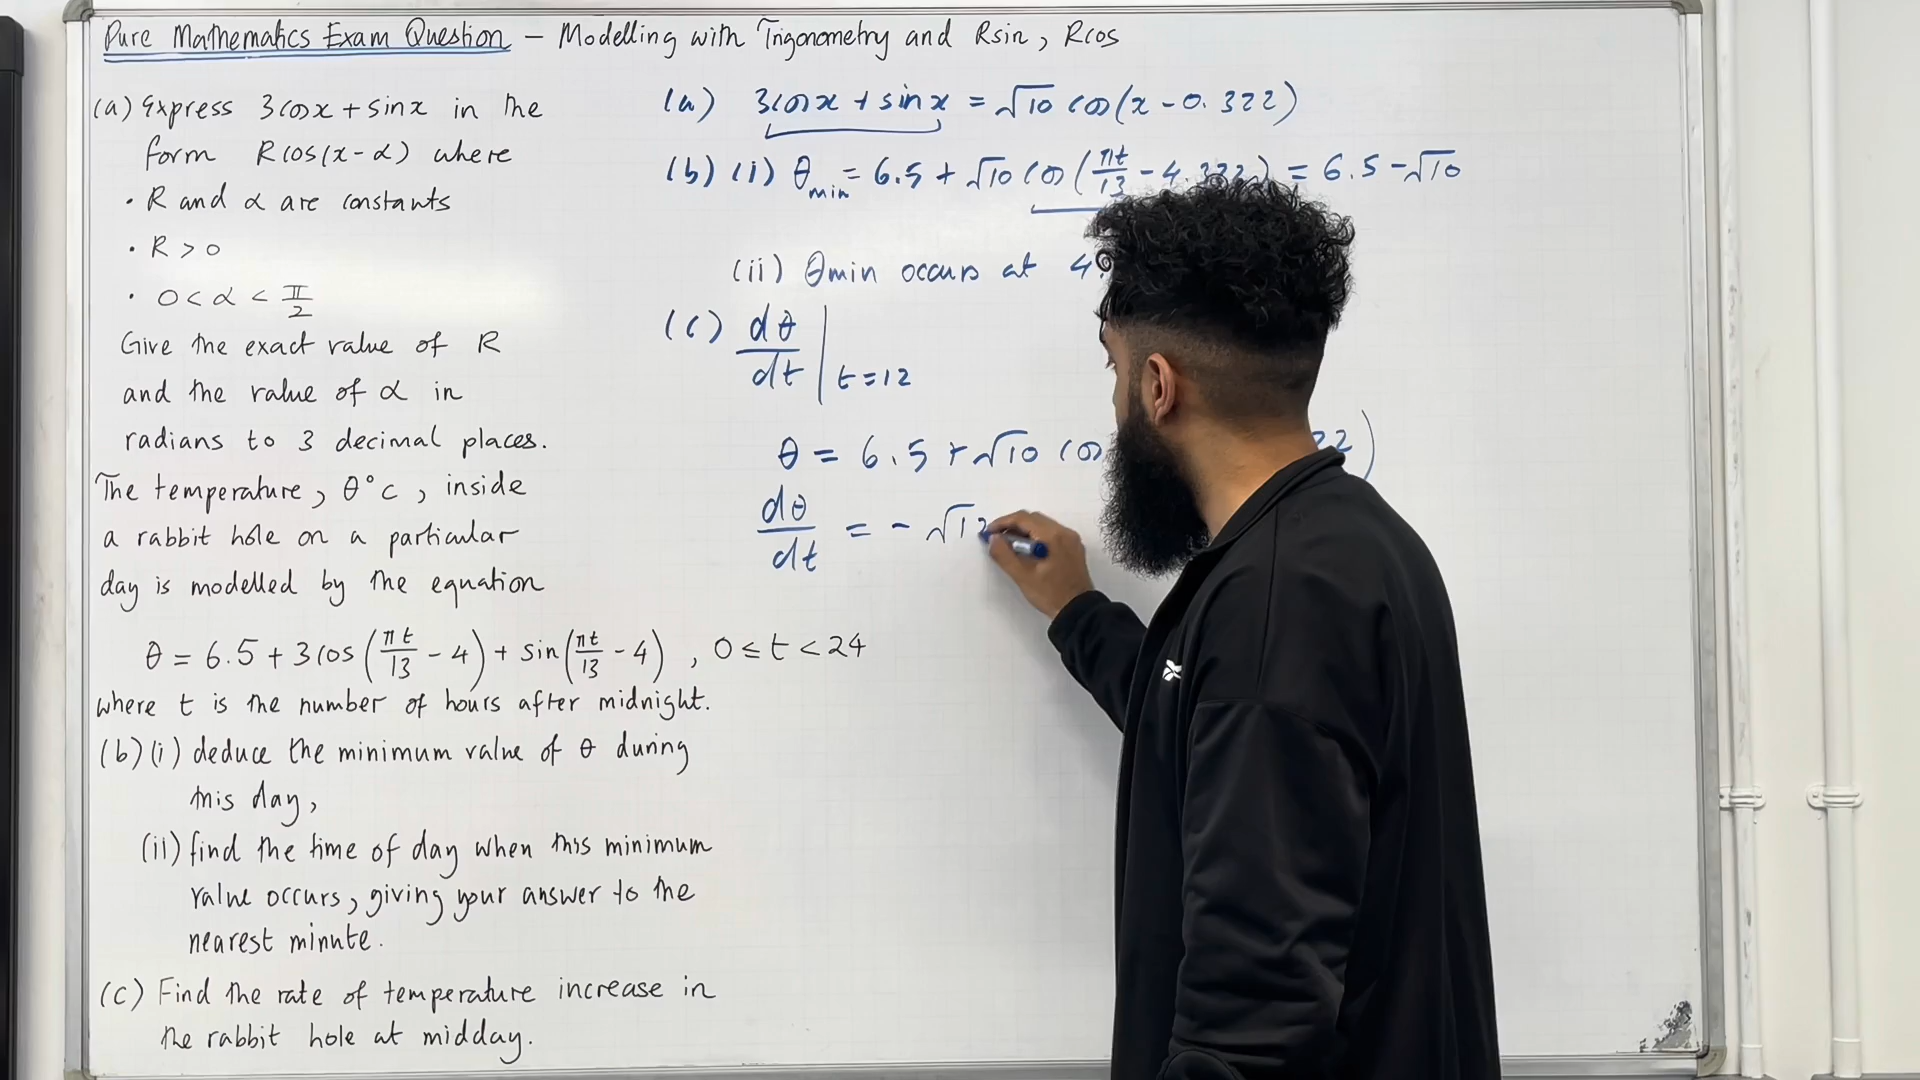 Pure Mathematics Exam Question – Modelling with Trigonometry and Rsin, Rcos
(a) Express 3cosx + sinx in the
form Rcos(x-α) where
• R and α are constants
• R > 0
• 0 < α < π/2
Give the exact value of R
and the value of α in
radians to 3 decimal places.
The temperature, θ°C, inside
a rabbit hole on a particular
day is modelled by the equation
θ = 6.5 + 3cos(πt/13 - 4) + sin(πt/13 - 4), 0 ≤ t < 24
where t is the number of hours after midnight.
(b)(i) deduce the minimum value of θ during
this day,
(ii) find the time of day when this minimum
value occurs, giving your answer to the
nearest minute.
(c) Find the rate of temperature increase in
the rabbit hole at midday.
(a) 3cosx + sinx = √10 cos(x - 0.322)
(b) (i) θmin = 6.5 + √10 cos(πt/13 - 4.322) = 6.5 - √10
(ii) θmin occurs at
(c) dθ/dt | t=12
θ = 6.5 + √10 cos 22)
dθ/dt = - √1